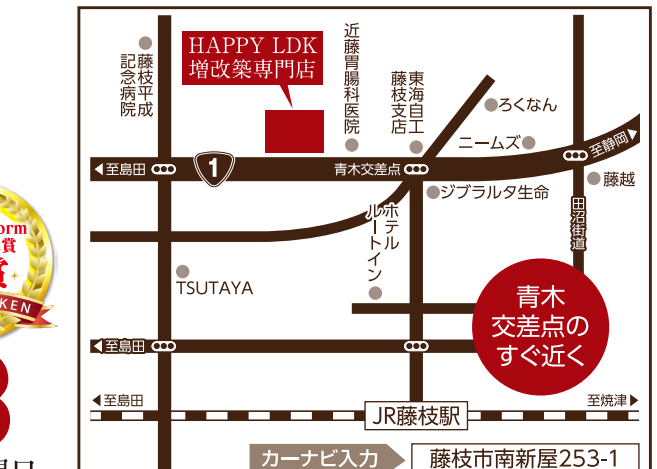 HAPPY LDK
増改築専門店
藤枝平成
記念病院
近藤胃腸科医院
東海自工
藤枝支店
ろくなん
ニームズ
至静岡
至島田
1
青木交差点
藤越
ジブラルタ生命
田沼街道
ホテル
ルートイン
TSUTAYA
青木
交差点の
すぐ近く
至島田
至島田
至焼津
JR藤枝駅
カーナビ入力
藤枝市南新屋253-1
orm
賞
賞
KEN